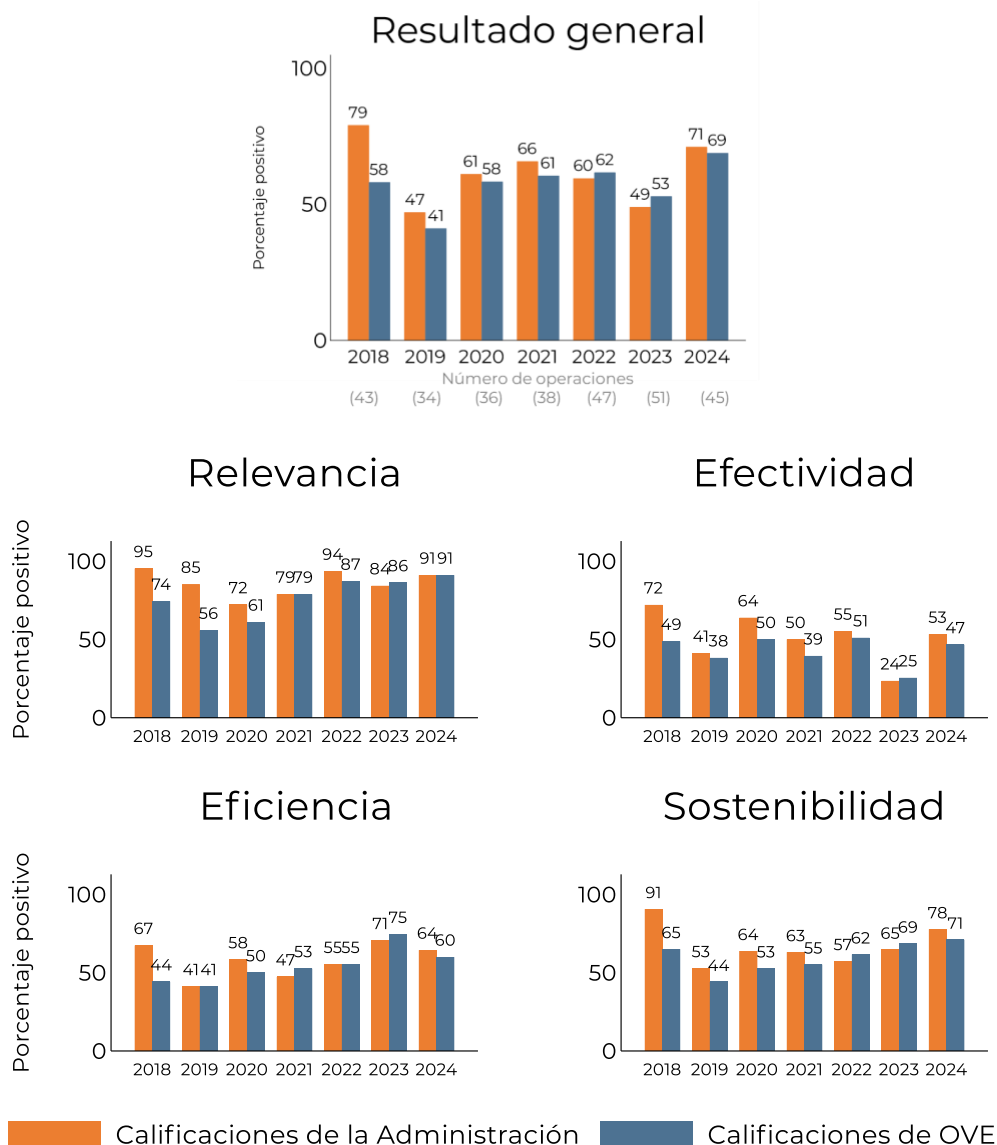 Resultado general
Porcentaje positivo
100
50
0
79 58 47 41 61 58 66 61 60 62 49 53 71 69
2018 2019 2020 2021 2022 2023 2024
Número de operaciones
(43) (34) (36) (38) (47) (51) (45)
Relevancia
Porcentaje positivo
100
50
0
95 74 85 56 72 61 79 79 94 87 84 86 91 91
2018 2019 2020 2021 2022 2023 2024
Efectividad
100
50
0
72 49 41 38 64 50 50 39 55 51 24 25 53 47
2018 2019 2020 2021 2022 2023 2024
Eficiencia
Porcentaje positivo
100
50
0
67 44 41 41 58 50 47 53 55 55 71 75 64 60
2018 2019 2020 2021 2022 2023 2024
Sostenibilidad
100
50
0
91 65 53 44 64 53 63 55 57 62 65 69 78 71
2018 2019 2020 2021 2022 2023 2024
Calificaciones de la Administración Calificaciones de OVE